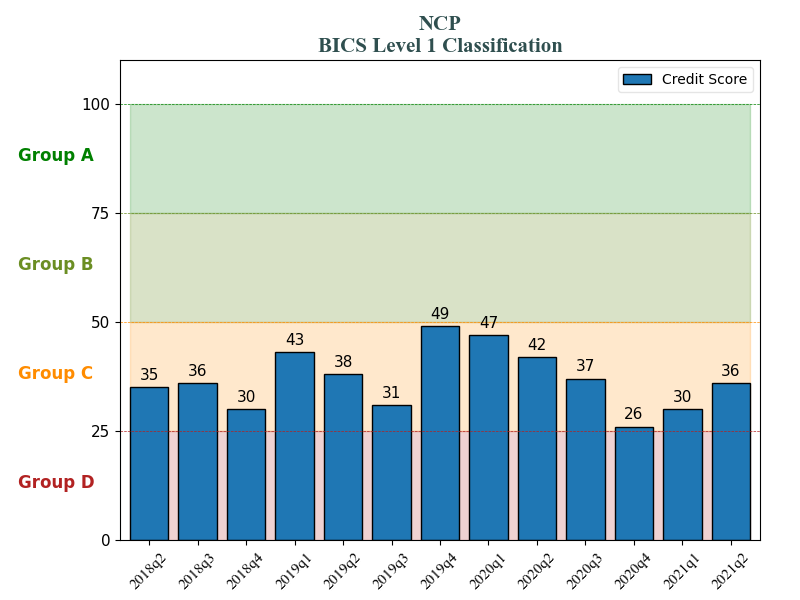 NCP
BICS Level 1 Classification
Credit Score
100
Group A
75
Group B
50
49
47
43
42
38
37
36
36
35
31
30
30
26
Group C
25
Group D
0
2018q2 2018q3 2018q4 2019q1 2019q2 2019q3 2019q4 2020q1 2020q2 2020q3 2020q4 2021q1 2021q2